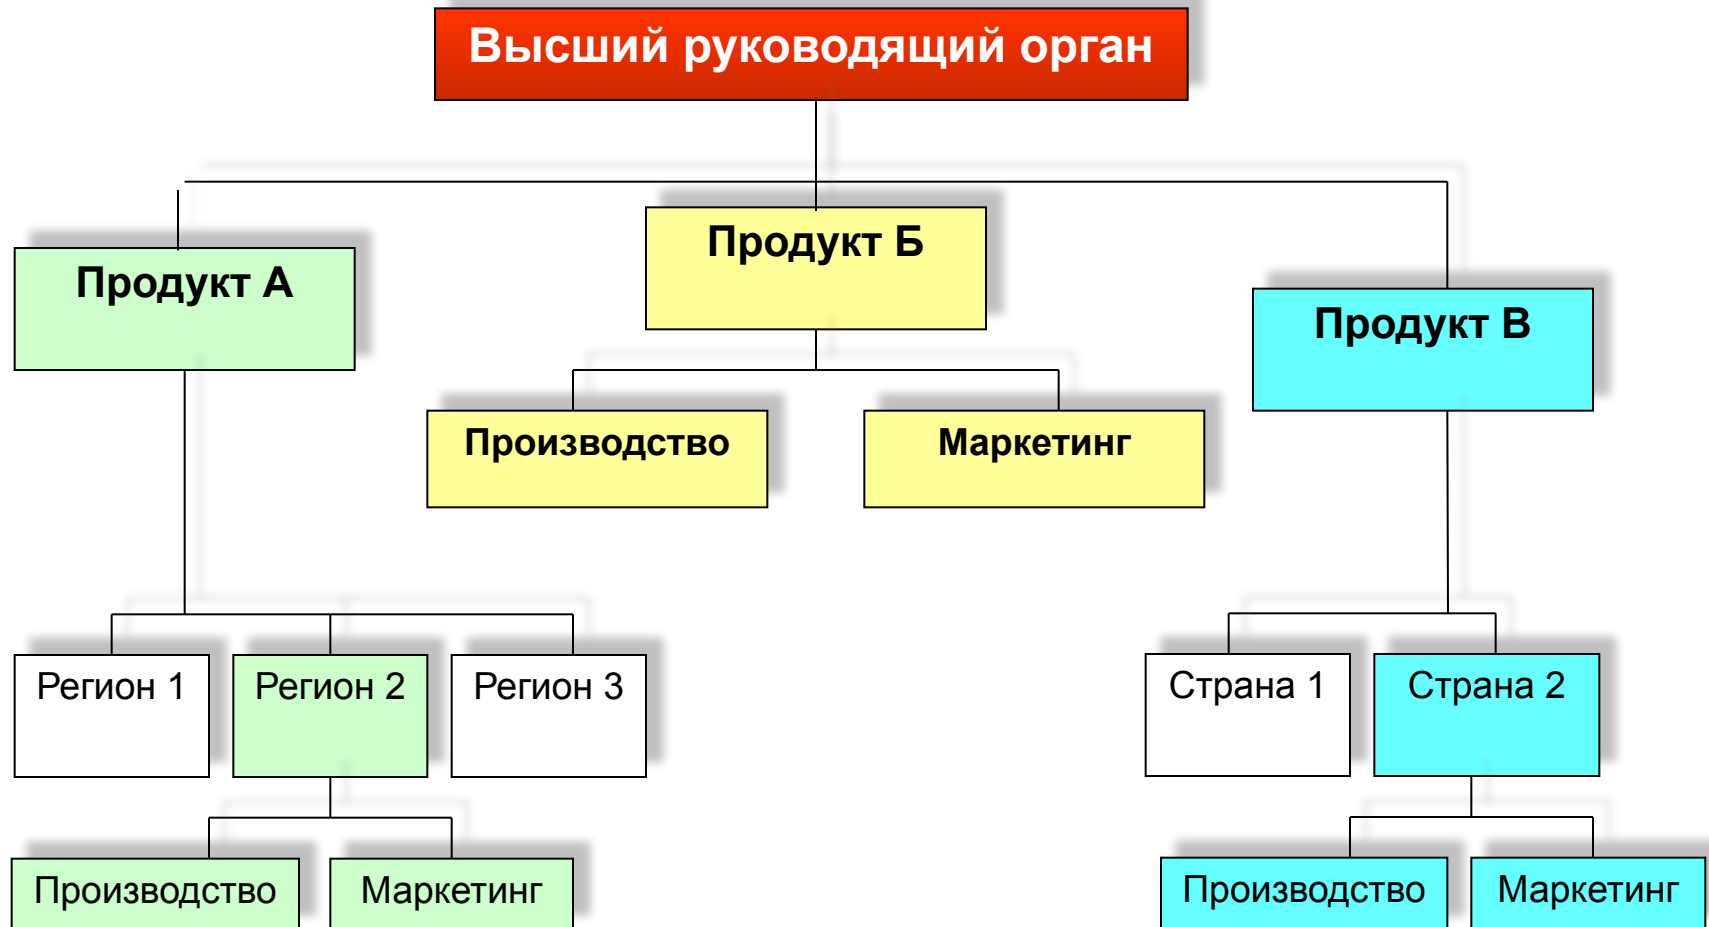 Высший руководящий орган
Продукт Б
Продукт А
Продукт В
Производство
Маркетинг
Регион 1
Регион 2
Регион 3
Страна 1
Страна 2
Производство
Маркетинг
Производство
Маркетинг